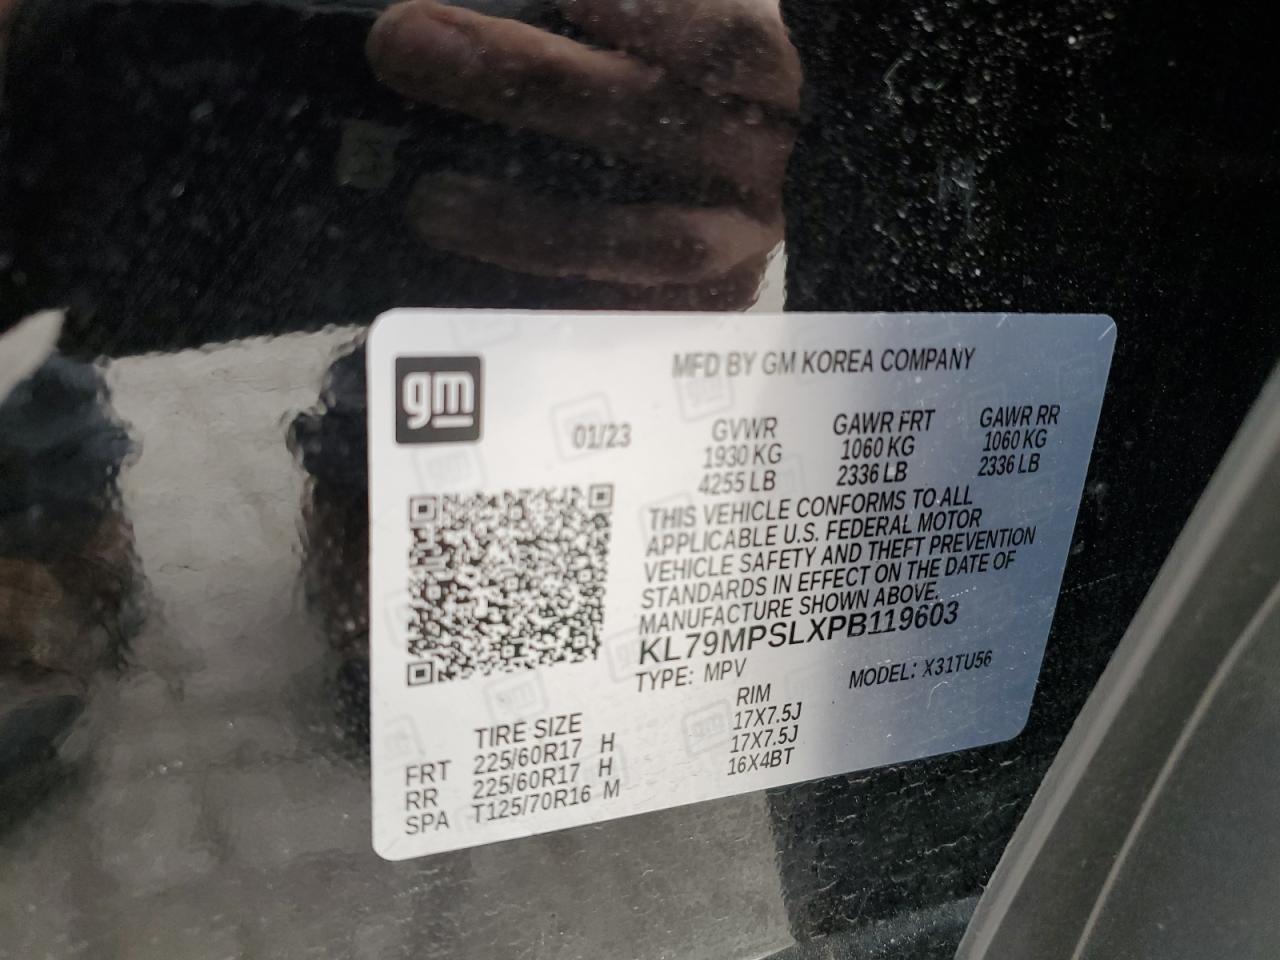 gm
MFD BY GM KOREA COMPANY
01/23
GVWR GAWR FRT GAWR RR
1930 KG 1060 KG 1060 KG
4255 LB 2336 LB 2336 LB
THIS VEHICLE CONFORMS TO ALL
APPLICABLE U.S. FEDERAL MOTOR
VEHICLE SAFETY AND THEFT PREVENTION
STANDARDS IN EFFECT ON THE DATE OF
MANUFACTURE SHOWN ABOVE.
KL79MPSLXPB119603
TYPE: MPV MODEL: X31TU56
TIRE SIZE RIM
FRT 225/60R17 H 17X7.5J
RR 225/60R17 H 17X7.5J
SPA T125/70R16 M 16X4BT